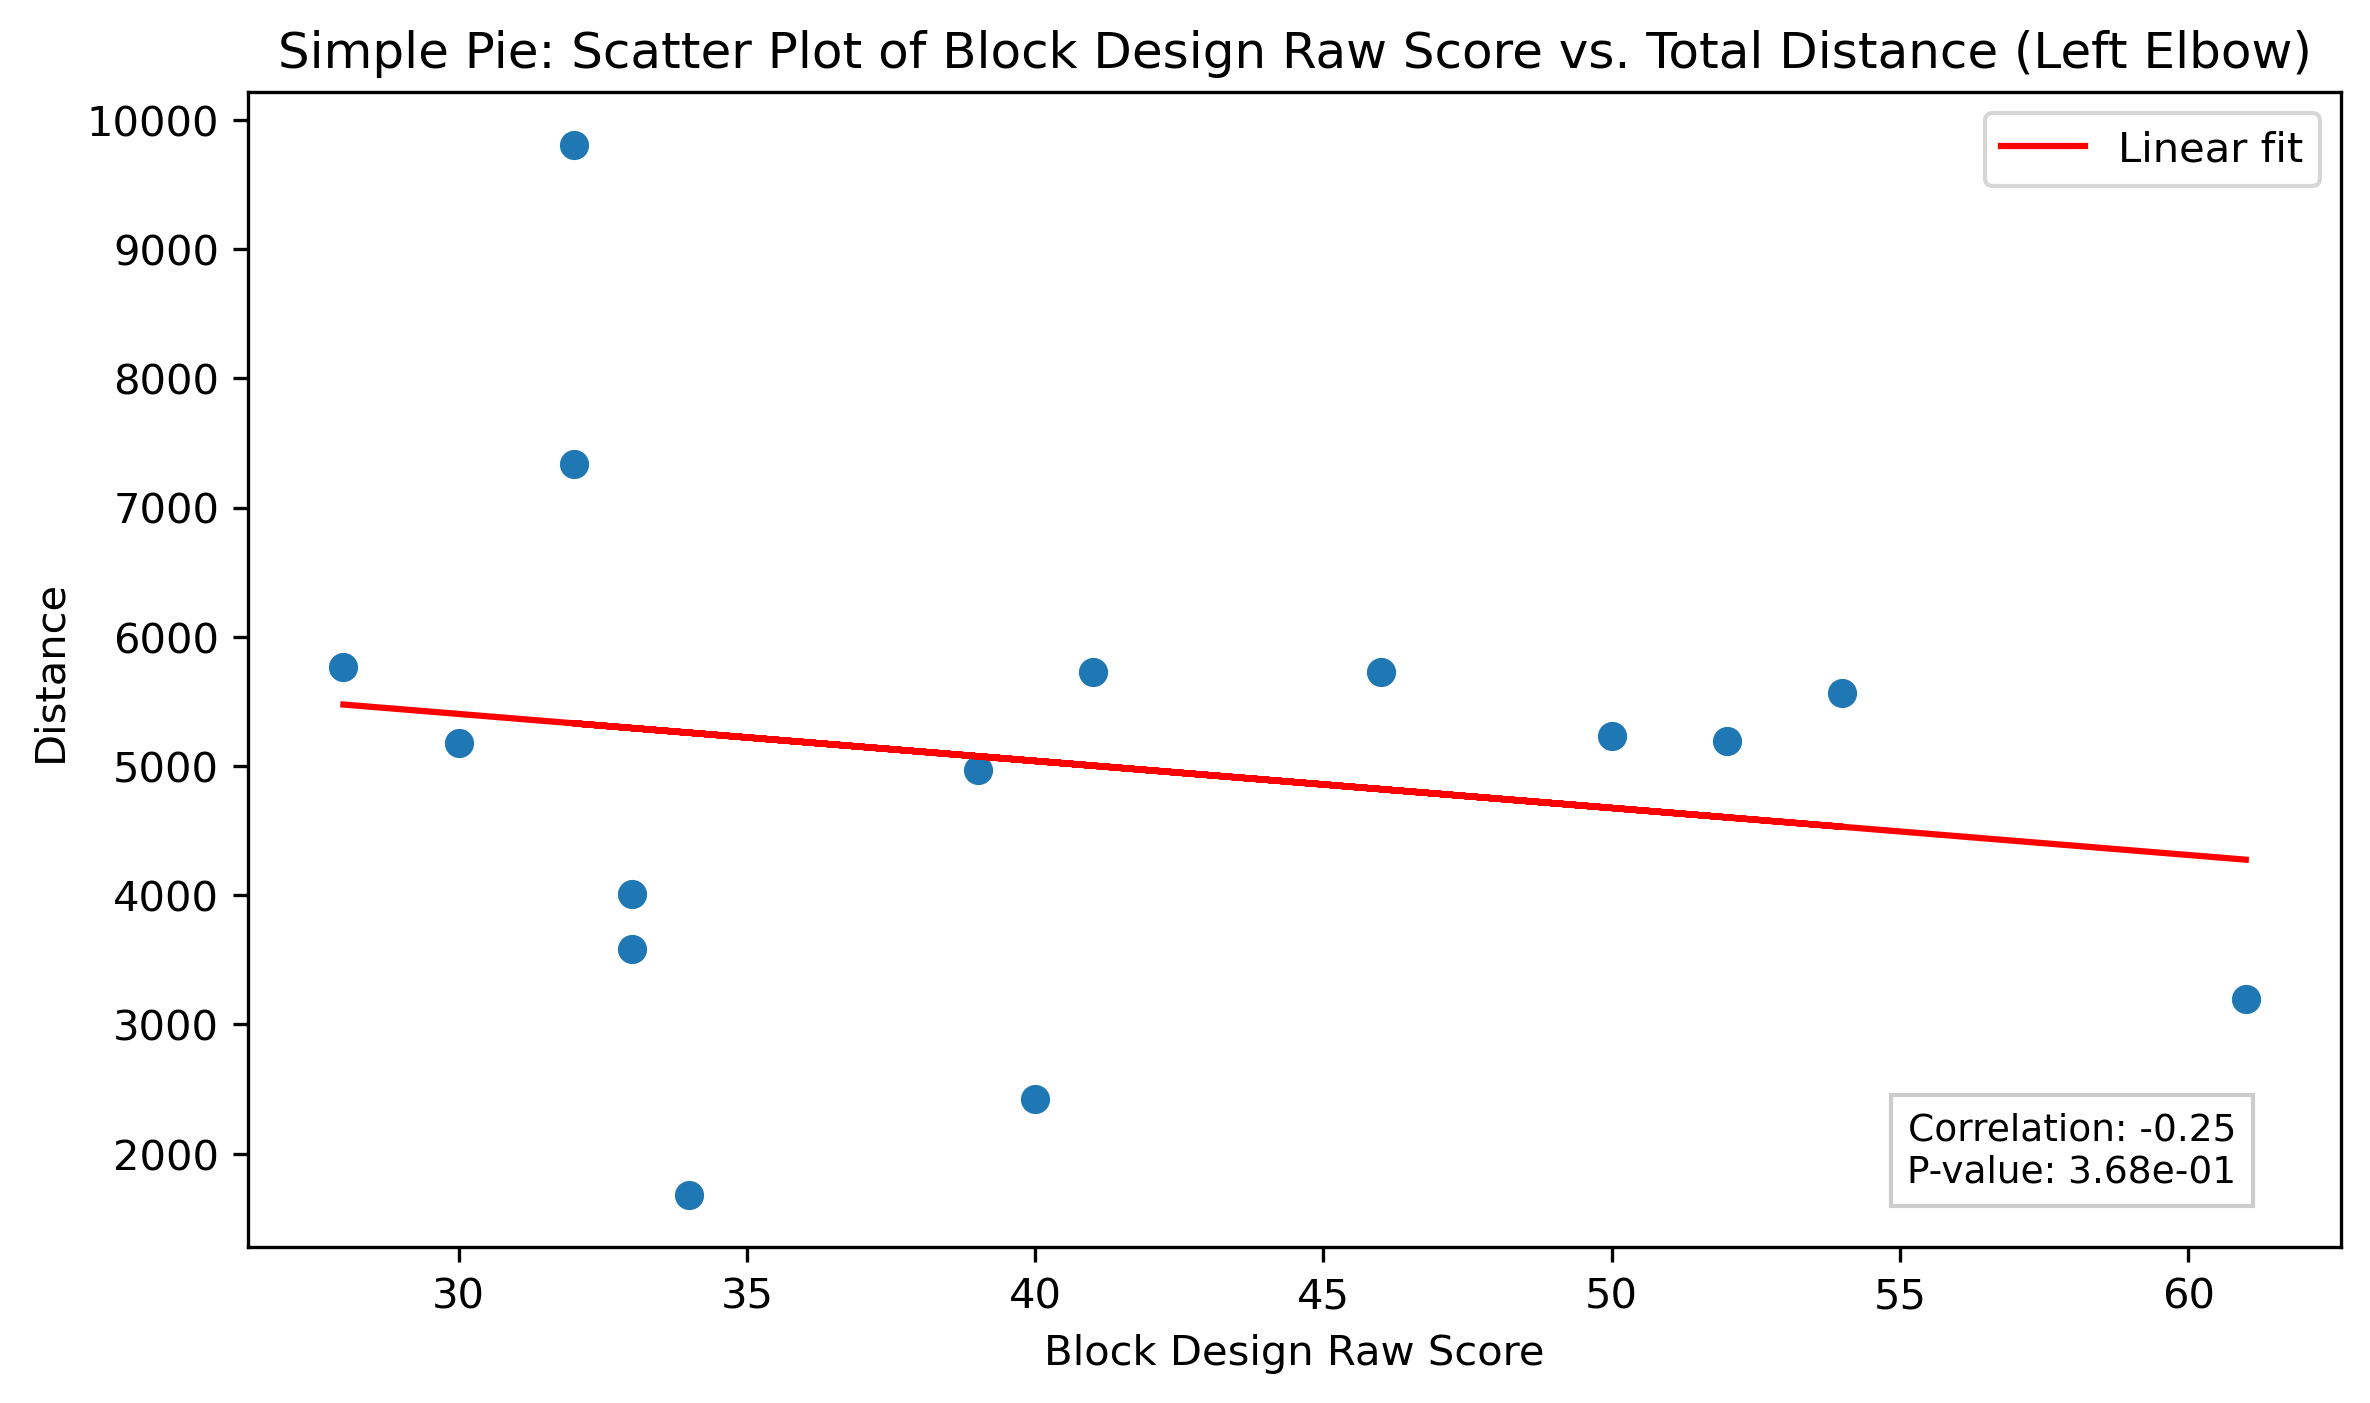 Simple Pie: Scatter Plot of Block Design Raw Score vs. Total Distance (Left Elbow)
Linear fit
10000
9000
8000
7000
6000
5000
4000
3000
2000
Distance
Correlation: -0.25
P-value: 3.68e-01
30 35 40 45 50 55 60
Block Design Raw Score